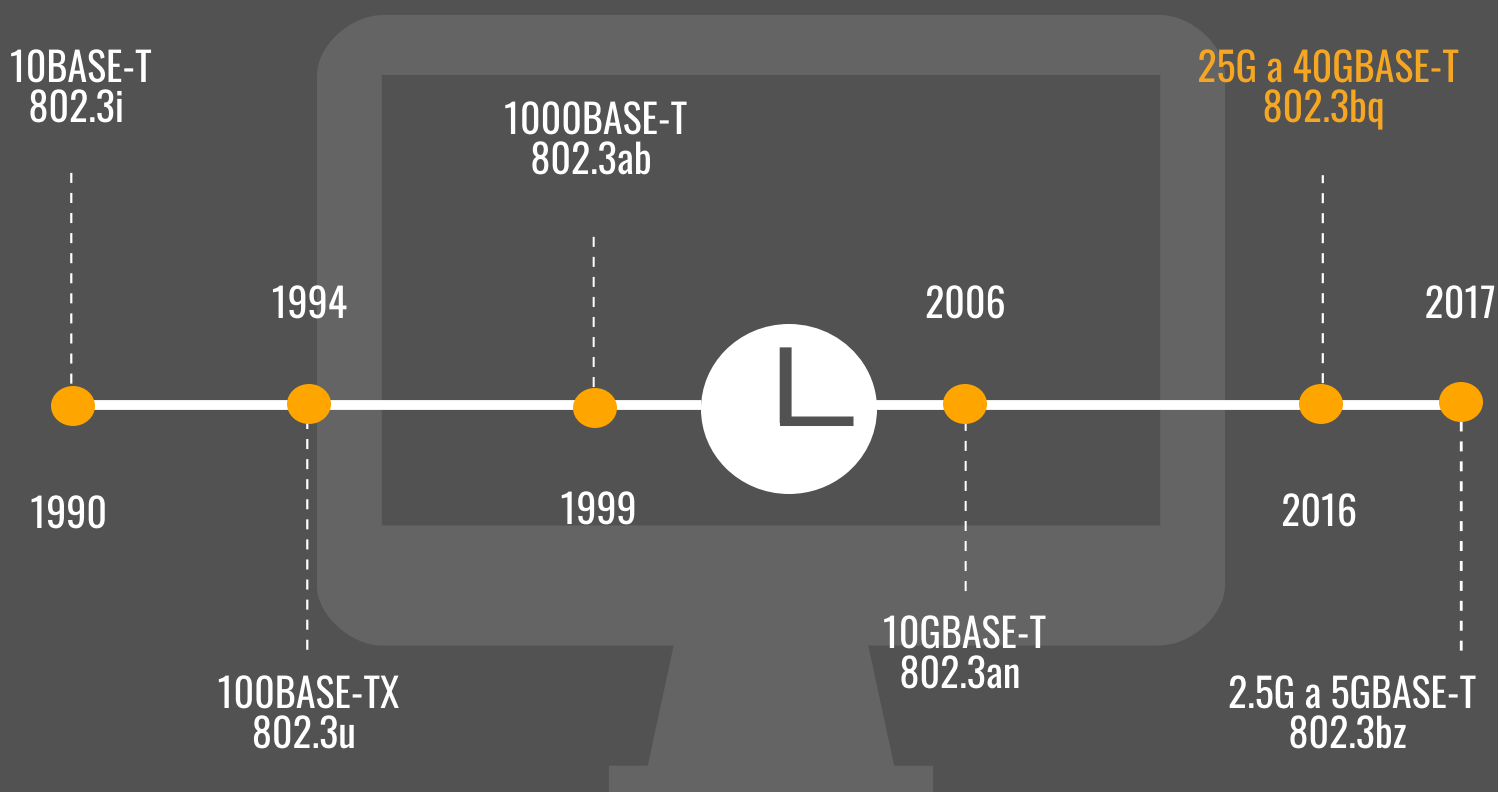 10BASE-T
802.3i
1990
1994
100BASE-TX
802.3u
1000BASE-T
802.3ab
1999
2006
10GBASE-T
802.3an
25G a 40GBASE-T
802.3bq
2016
2017
2.5G a 5GBASE-T
802.3bz